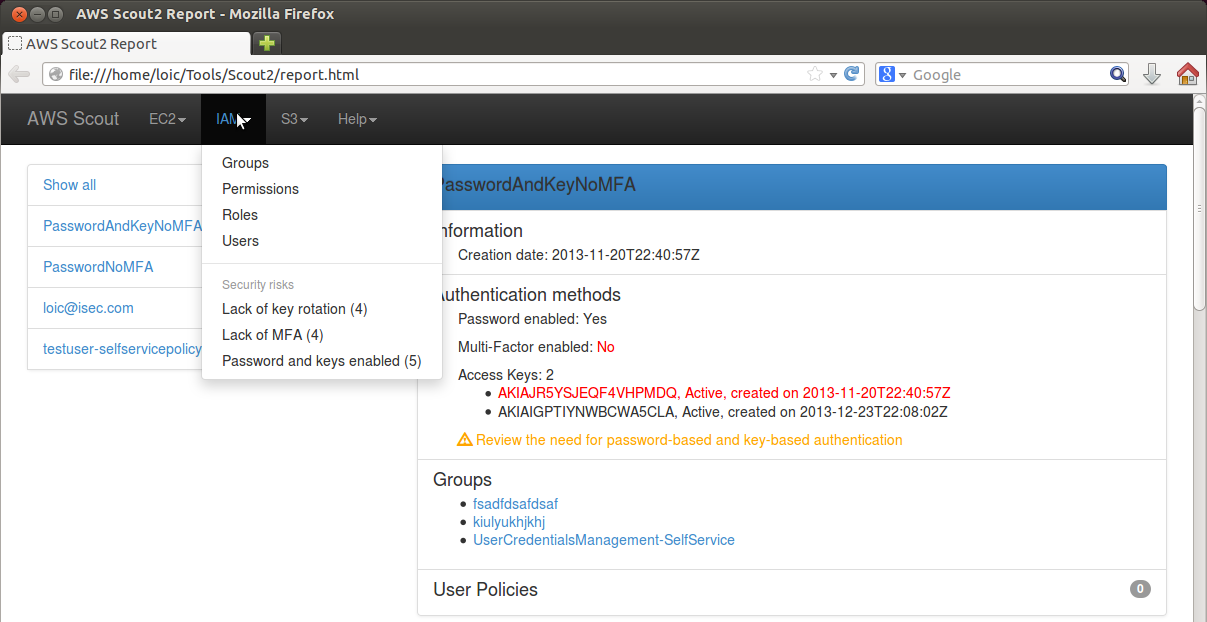 AWS Scout2 Report - Mozilla Firefox
AWS Scout2 Report
file:///home/loic/Tools/Scout2/report.html
Google
AWS Scout EC2 IAM S3 Help
Groups
Permissions
Roles
Users
Security risks
Lack of key rotation (4)
Lack of MFA (4)
Password and keys enabled (5)
Show all
PasswordAndKeyNoMFA
PasswordNoMFA
loic@isec.com
testuser-selfservicepolicy
PasswordAndKeyNoMFA
Information
Creation date: 2013-11-20T22:40:57Z
Authentication methods
Password enabled: Yes
Multi-Factor enabled: No
Access Keys: 2
AKIAJR5YSJEQF4VHPMDQ, Active, created on 2013-11-20T22:40:57Z
AKIAIGPTIYNWBCWA5CLA, Active, created on 2013-12-23T22:08:02Z
Review the need for password-based and key-based authentication
Groups
fsadfdsafdsaf
kiulyukhjkhj
UserCredentialsManagement-SelfService
User Policies 0